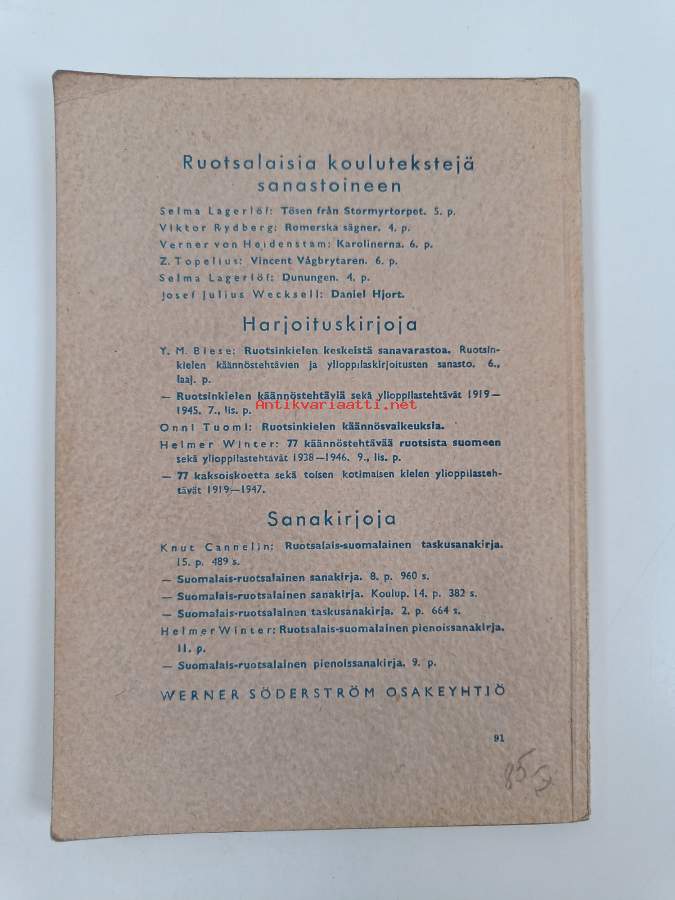 Ruotsalaisia koulutekstejä
sanastoineen
Selma Lagerlöf: Tösen från Stormyrtorpet. 5. p.
Viktor Rydberg: Romerska sägner. 4. p.
Verner von Heidenstam: Karolinerna. 6. p.
Z. Topelius: Vincent Vågbrytaren. 6. p.
Selma Lagerlöf: Dunungen. 4. p.
Josef Julius Wecksell: Daniel Hjort.
Harjoituskirjoja
Y. M. Biese: Ruotsinkielen keskeistä sanavarastoa. Ruotsin-
kielen käännöstehtävien ja ylioppilaskirjoitusten sanasto. 6.,
laaj. p.
— Ruotsinkielen käännöstehtäviä sekä ylioppilastehtävät 1919—
1945. 7., lis. p.
Antikvariaatti.net
Onni Tuomi: Ruotsinkielen käännösvaikeuksia.
Helmer Winter: 77 käännöstehtävää ruotsista suomeen
sekä ylioppilastehtävät 1938—1946. 9., lis. p.
— 77 kaksoiskoetta sekä toisen kotimaisen kielen ylioppilasteh-
tävät 1919—1947.
Sanakirjoja
Knut Cannelin: Ruotsalais-suomalainen taskusanakirja.
15. p. 489 s.
— Suomalais-ruotsalainen sanakirja. 8. p. 960 s.
— Suomalais-ruotsalainen sanakirja. Koulup. 14. p. 382 s.
— Suomalais-ruotsalainen taskusanakirja. 2. p. 664 s.
Helmer Winter: Ruotsalais-suomalainen pienoissanakirja.
11. p.
— Suomalais-ruotsalainen pienoissanakirja. 9. p.
WERNER SÖDERSTRÖM OSAKEYHTIÖ
91